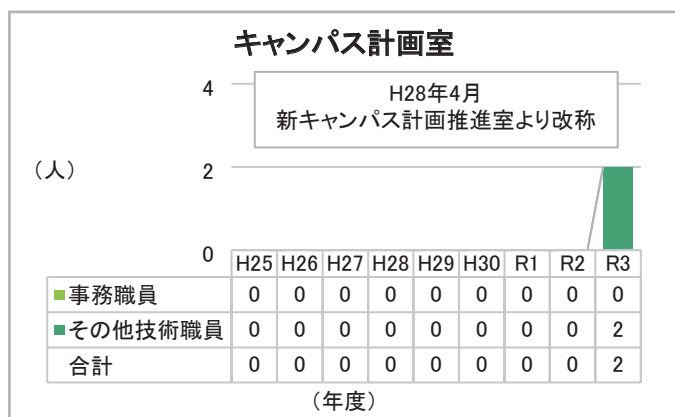 キャンパス計画室
4
H28年4月
新キャンパス計画推進室より改称
（人）
2
0
H25 H26 H27 H28 H29 H30 R1 R2 R3
事務職員 0 0 0 0 0 0 0 0 0
その他技術職員 0 0 0 0 0 0 0 0 2
合計 0 0 0 0 0 0 0 0 2
（年度）